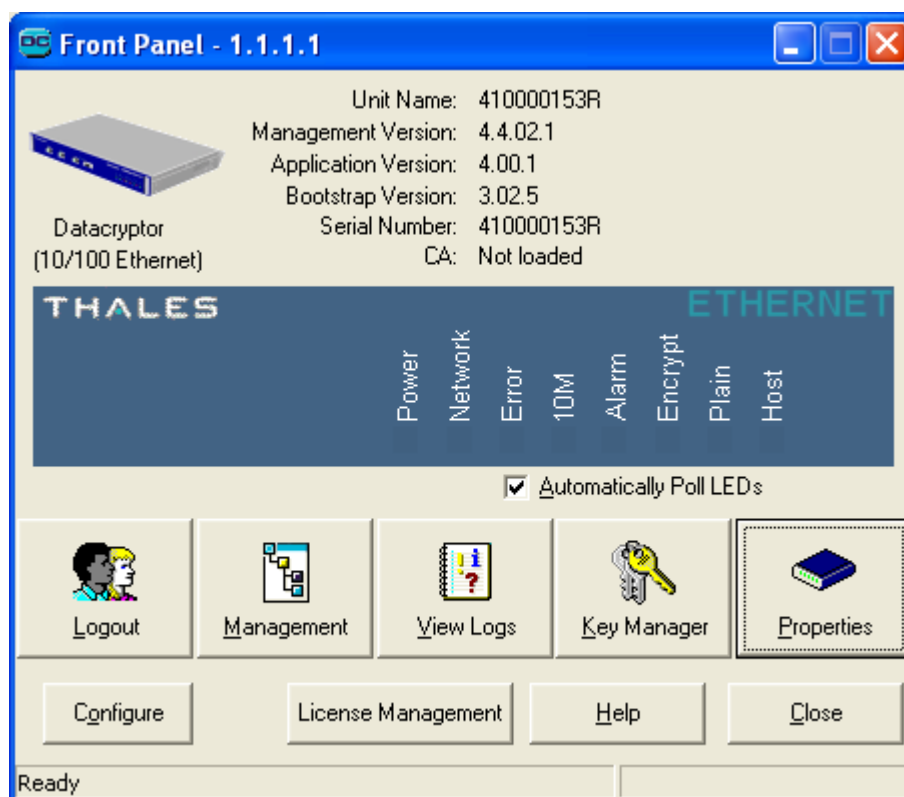 Front Panel - 1.1.1.1
Unit Name: 410000153R
Management Version: 4.4.02.1
Application Version: 4.00.1
Bootstrap Version: 3.02.5
Serial Number: 410000153R
CA: Not loaded
Datacryptor
(10/100 Ethernet)
THALES
ETHERNET
Power
Network
Error
10M
Alarm
Encrypt
Plain
Host
Automatically Poll LEDs
Logout
Management
View Logs
Key Manager
Properties
Configure
License Management
Help
Close
Ready